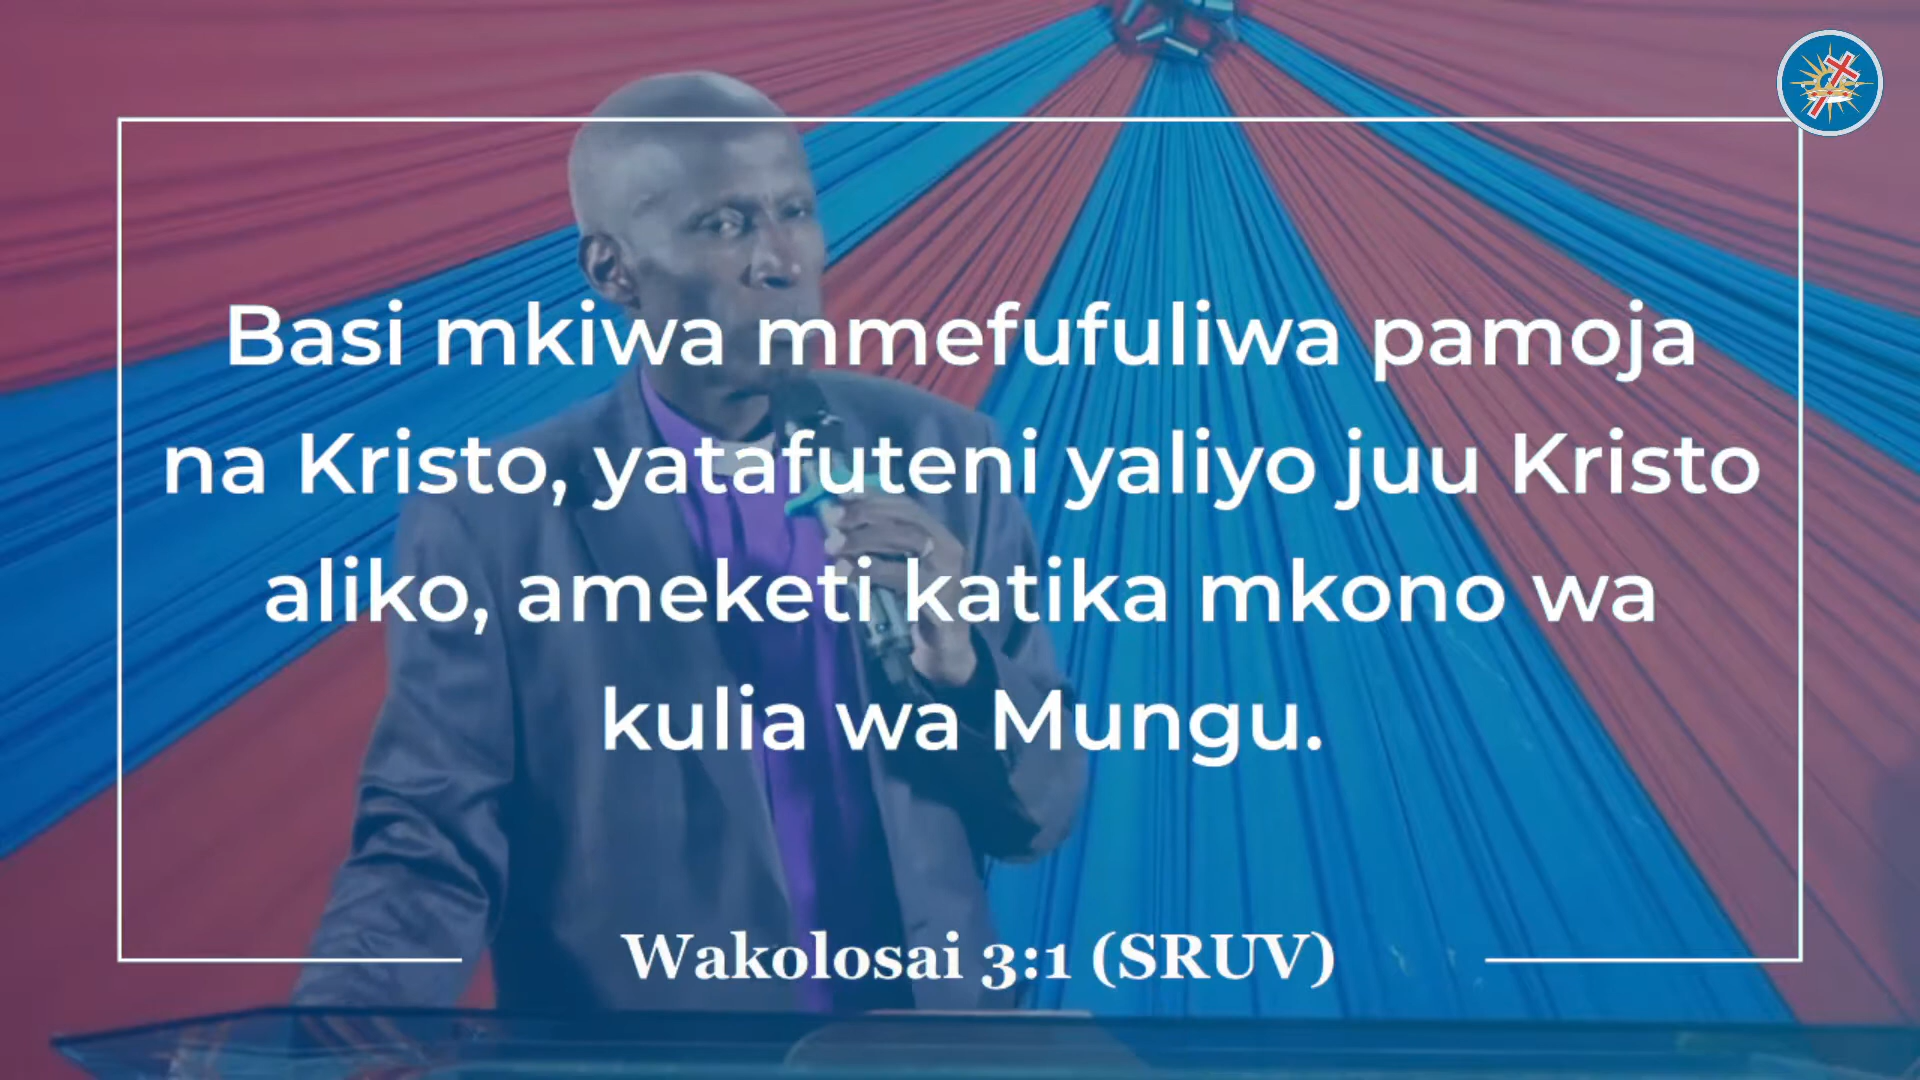 Basi mkiwa mmefufuliwa pamoja
na Kristo, yatafuteni yaliyo juu Kristo
aliko, ameketi katika mkono wa
kulia wa Mungu.
Wakolosai 3:1 (SRUV)